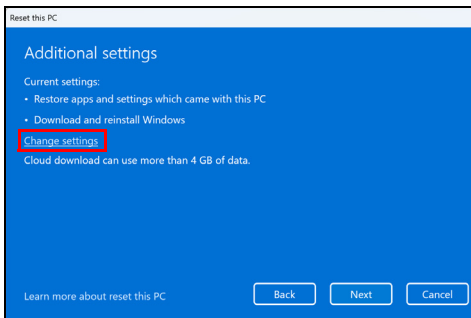 Reset this PC
Additional settings
Current settings:
• Restore apps and settings which came with this PC
• Download and reinstall Windows
Change settings
Cloud download can use more than 4 GB of data.
Learn more about reset this PC
Back
Next
Cancel